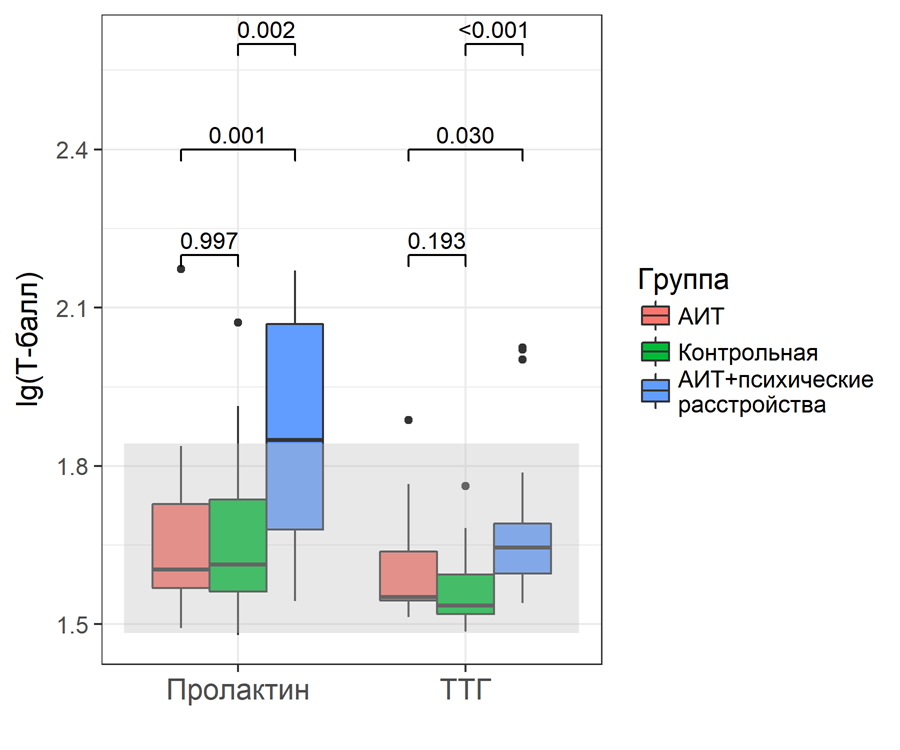 0.002
<0.001
0.001
0.030
0.997
0.193
2.4
2.1
1.8
1.5
lg(Т-балл)
Пролактин
ТТГ
Группа
АИТ
Контрольная
АИТ+психические
расстройства